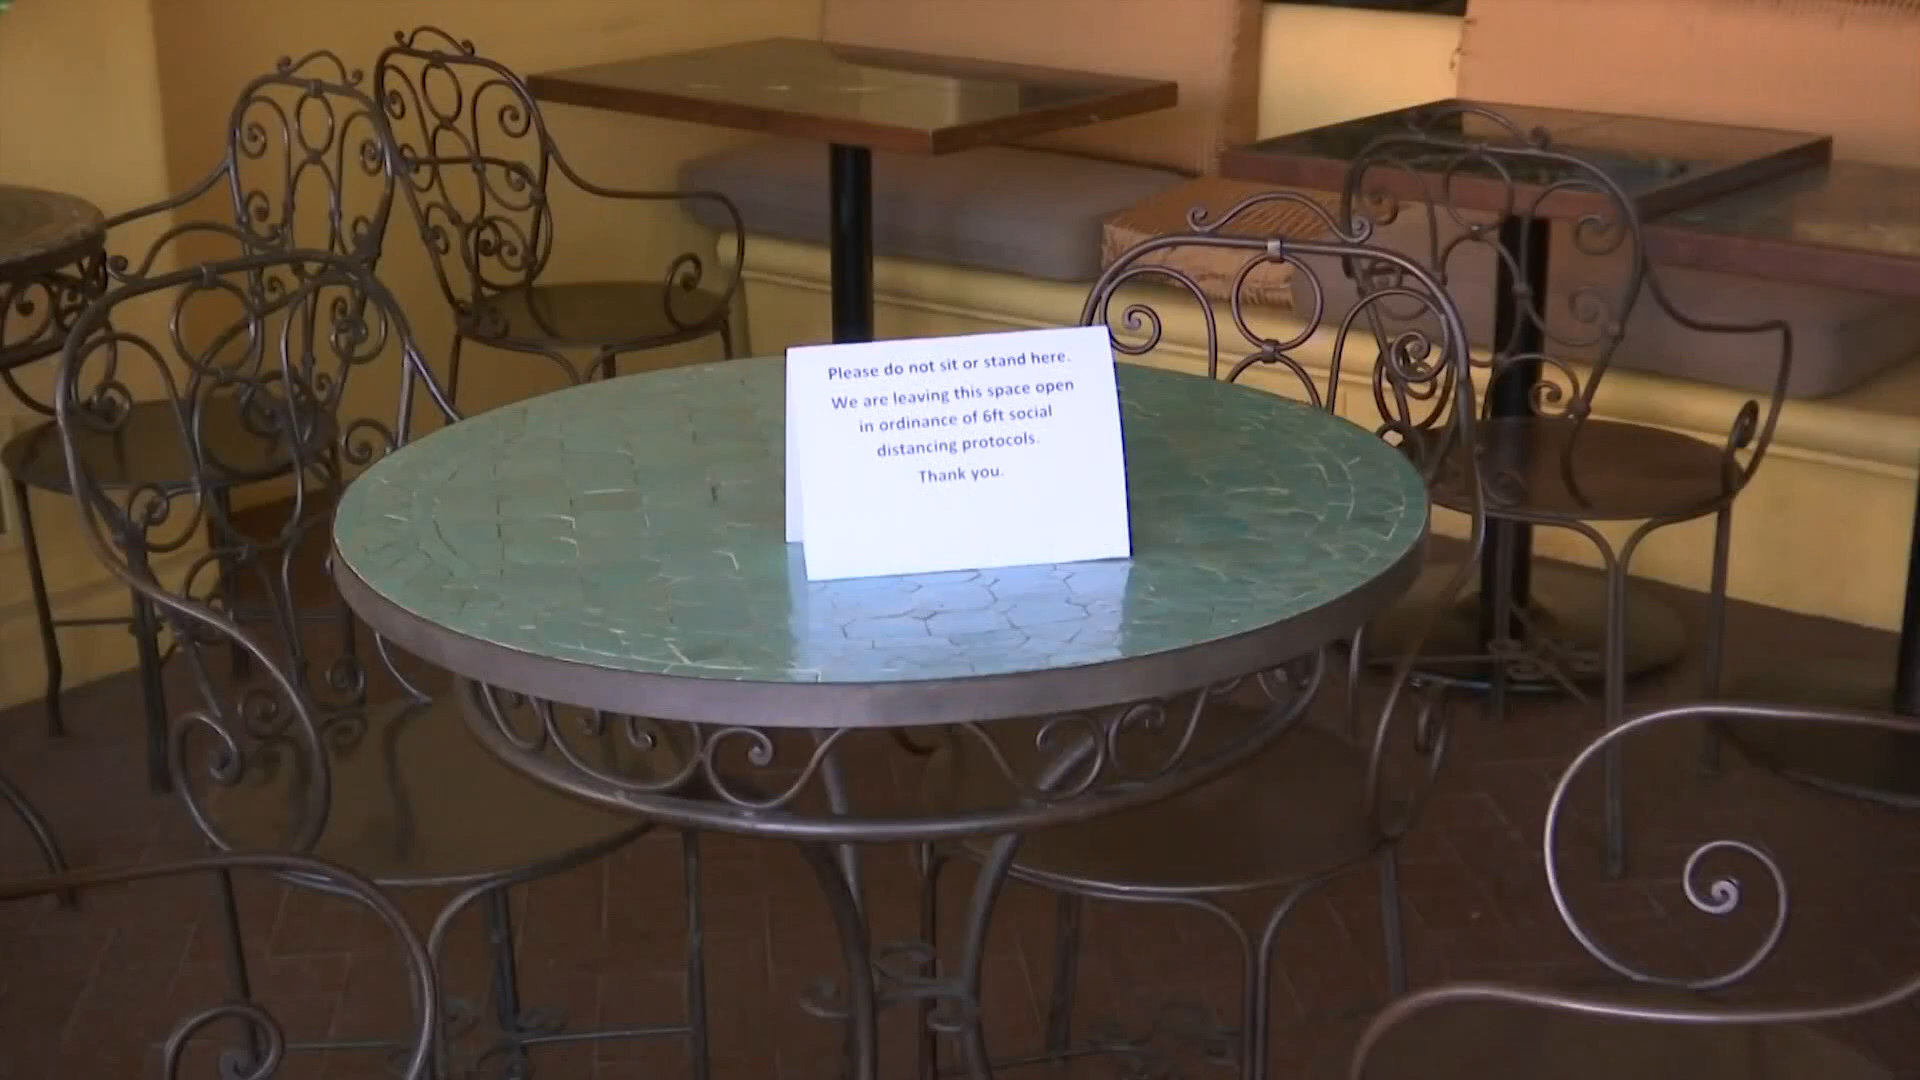 Please do not sit or stand here.
We are leaving this space open
in ordinance of 6ft social
distancing protocols.
Thank you.